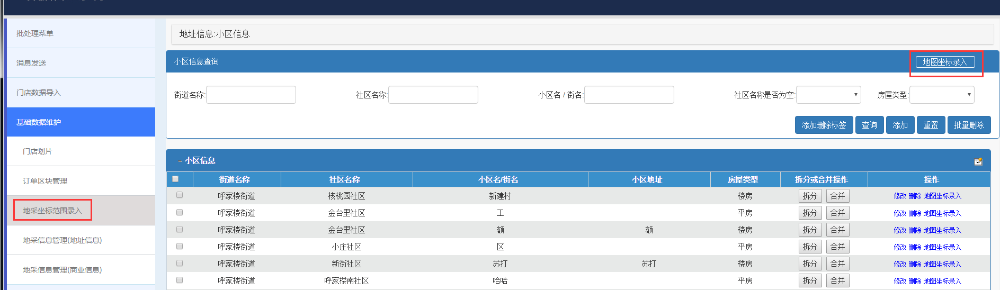 批处理菜单
消息发送
门店数据导入
基础数据维护
门店划片
订单区块管理
地采坐标范围录入
地采信息管理(地址信息)
地采信息管理(商业信息)
地址信息:小区信息
小区信息查询 地图坐标录入
街道名称: 社区名称: 小区名 / 街名: 社区名称是否为空: 房屋类型:
添加删除标签 查询 添加 重置 批量删除
小区信息
街道名称 社区名称 小区名/街名 小区地址 房屋类型 拆分或合并操作 操作
呼家楼街道 核桃园社区 新建村 楼房 拆分 合并 修改 删除 地图坐标录入
呼家楼街道 金台里社区 工 平房 拆分 合并 修改 删除 地图坐标录入
呼家楼街道 金台里社区 额 额 楼房 拆分 合并 修改 删除 地图坐标录入
呼家楼街道 小庄社区 区 平房 拆分 合并 修改 删除 地图坐标录入
呼家楼街道 新街社区 苏打 苏打 楼房 拆分 合并 修改 删除 地图坐标录入
呼家楼街道 呼家楼南社区 哈哈 平房 拆分 合并 修改 删除 地图坐标录入